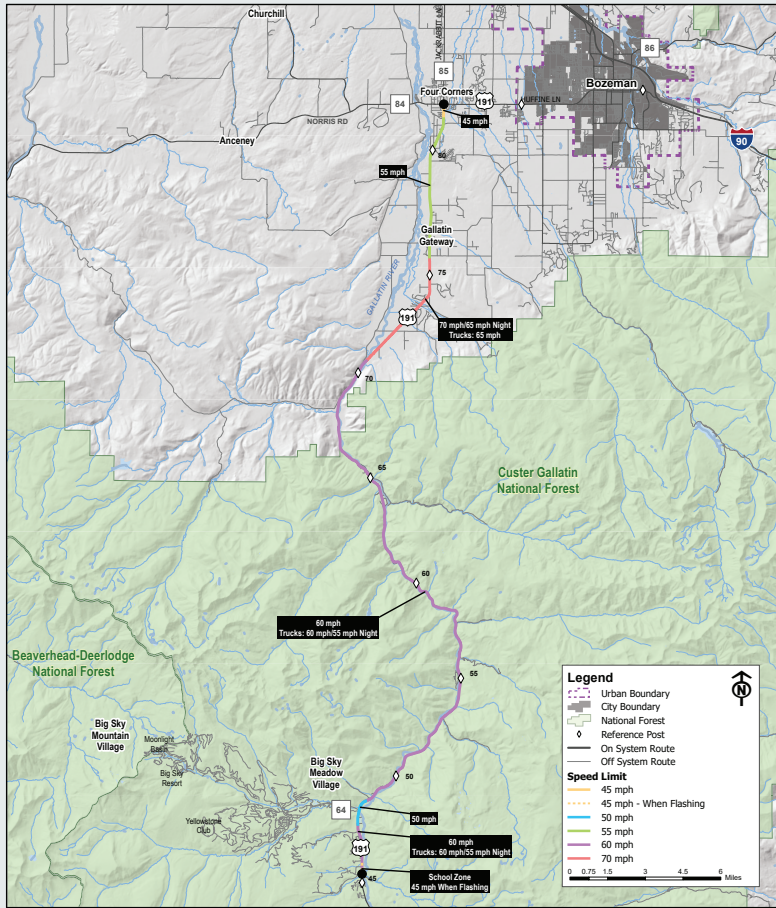 Churchill
JACKRABBIT LN
86
85
Bozeman
Four Corners
84
191
HUFFINE LN
NORRIS RD
45 mph
Anceney
90
80
55 mph
Gallatin
Gateway
75
GALLATIN RIVER
191
70 mph/65 mph Night
Trucks: 65 mph
70
65
Custer Gallatin
National Forest
60
60 mph
Trucks: 60 mph/55 mph Night
Beaverhead-Deerlodge
National Forest
55
Big Sky
Mountain
Village
Moonlight
Basin
Big Sky
Resort
Big Sky
Meadow
Village
50
64
50 mph
Yellowstone
Club
60 mph
Trucks: 60 mph/55 mph Night
191
School Zone
45 mph When Flashing
45
Legend
N
Urban Boundary
City Boundary
National Forest
Reference Post
On System Route
Off System Route
Speed Limit
45 mph
45 mph - When Flashing
50 mph
55 mph
60 mph
70 mph
0 0.75 1.5 3 4.5 6
Miles